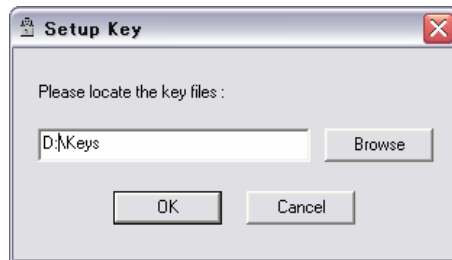 Setup Key
Please locate the key files :
D:\Keys
Browse
OK
Cancel